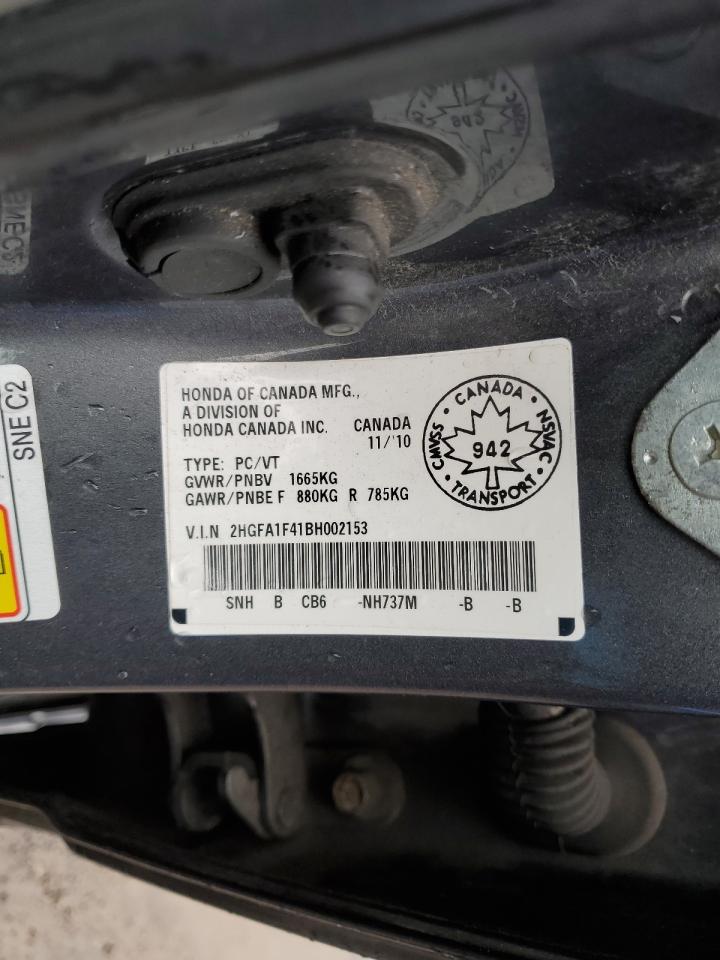 HONDA OF CANADA MFG.,
A DIVISION OF
HONDA CANADA INC. CANADA
11/'10
TYPE: PC/VT
GVWR/PNBV 1665KG
GAWR/PNBE F 880KG R 785KG
V.I.N 2HGFA1F41BH002153
SNH B CB6 -NH737M -B -B
CANADA
CMVSS
NSVAC
942
TRANSPORT
SNE C2